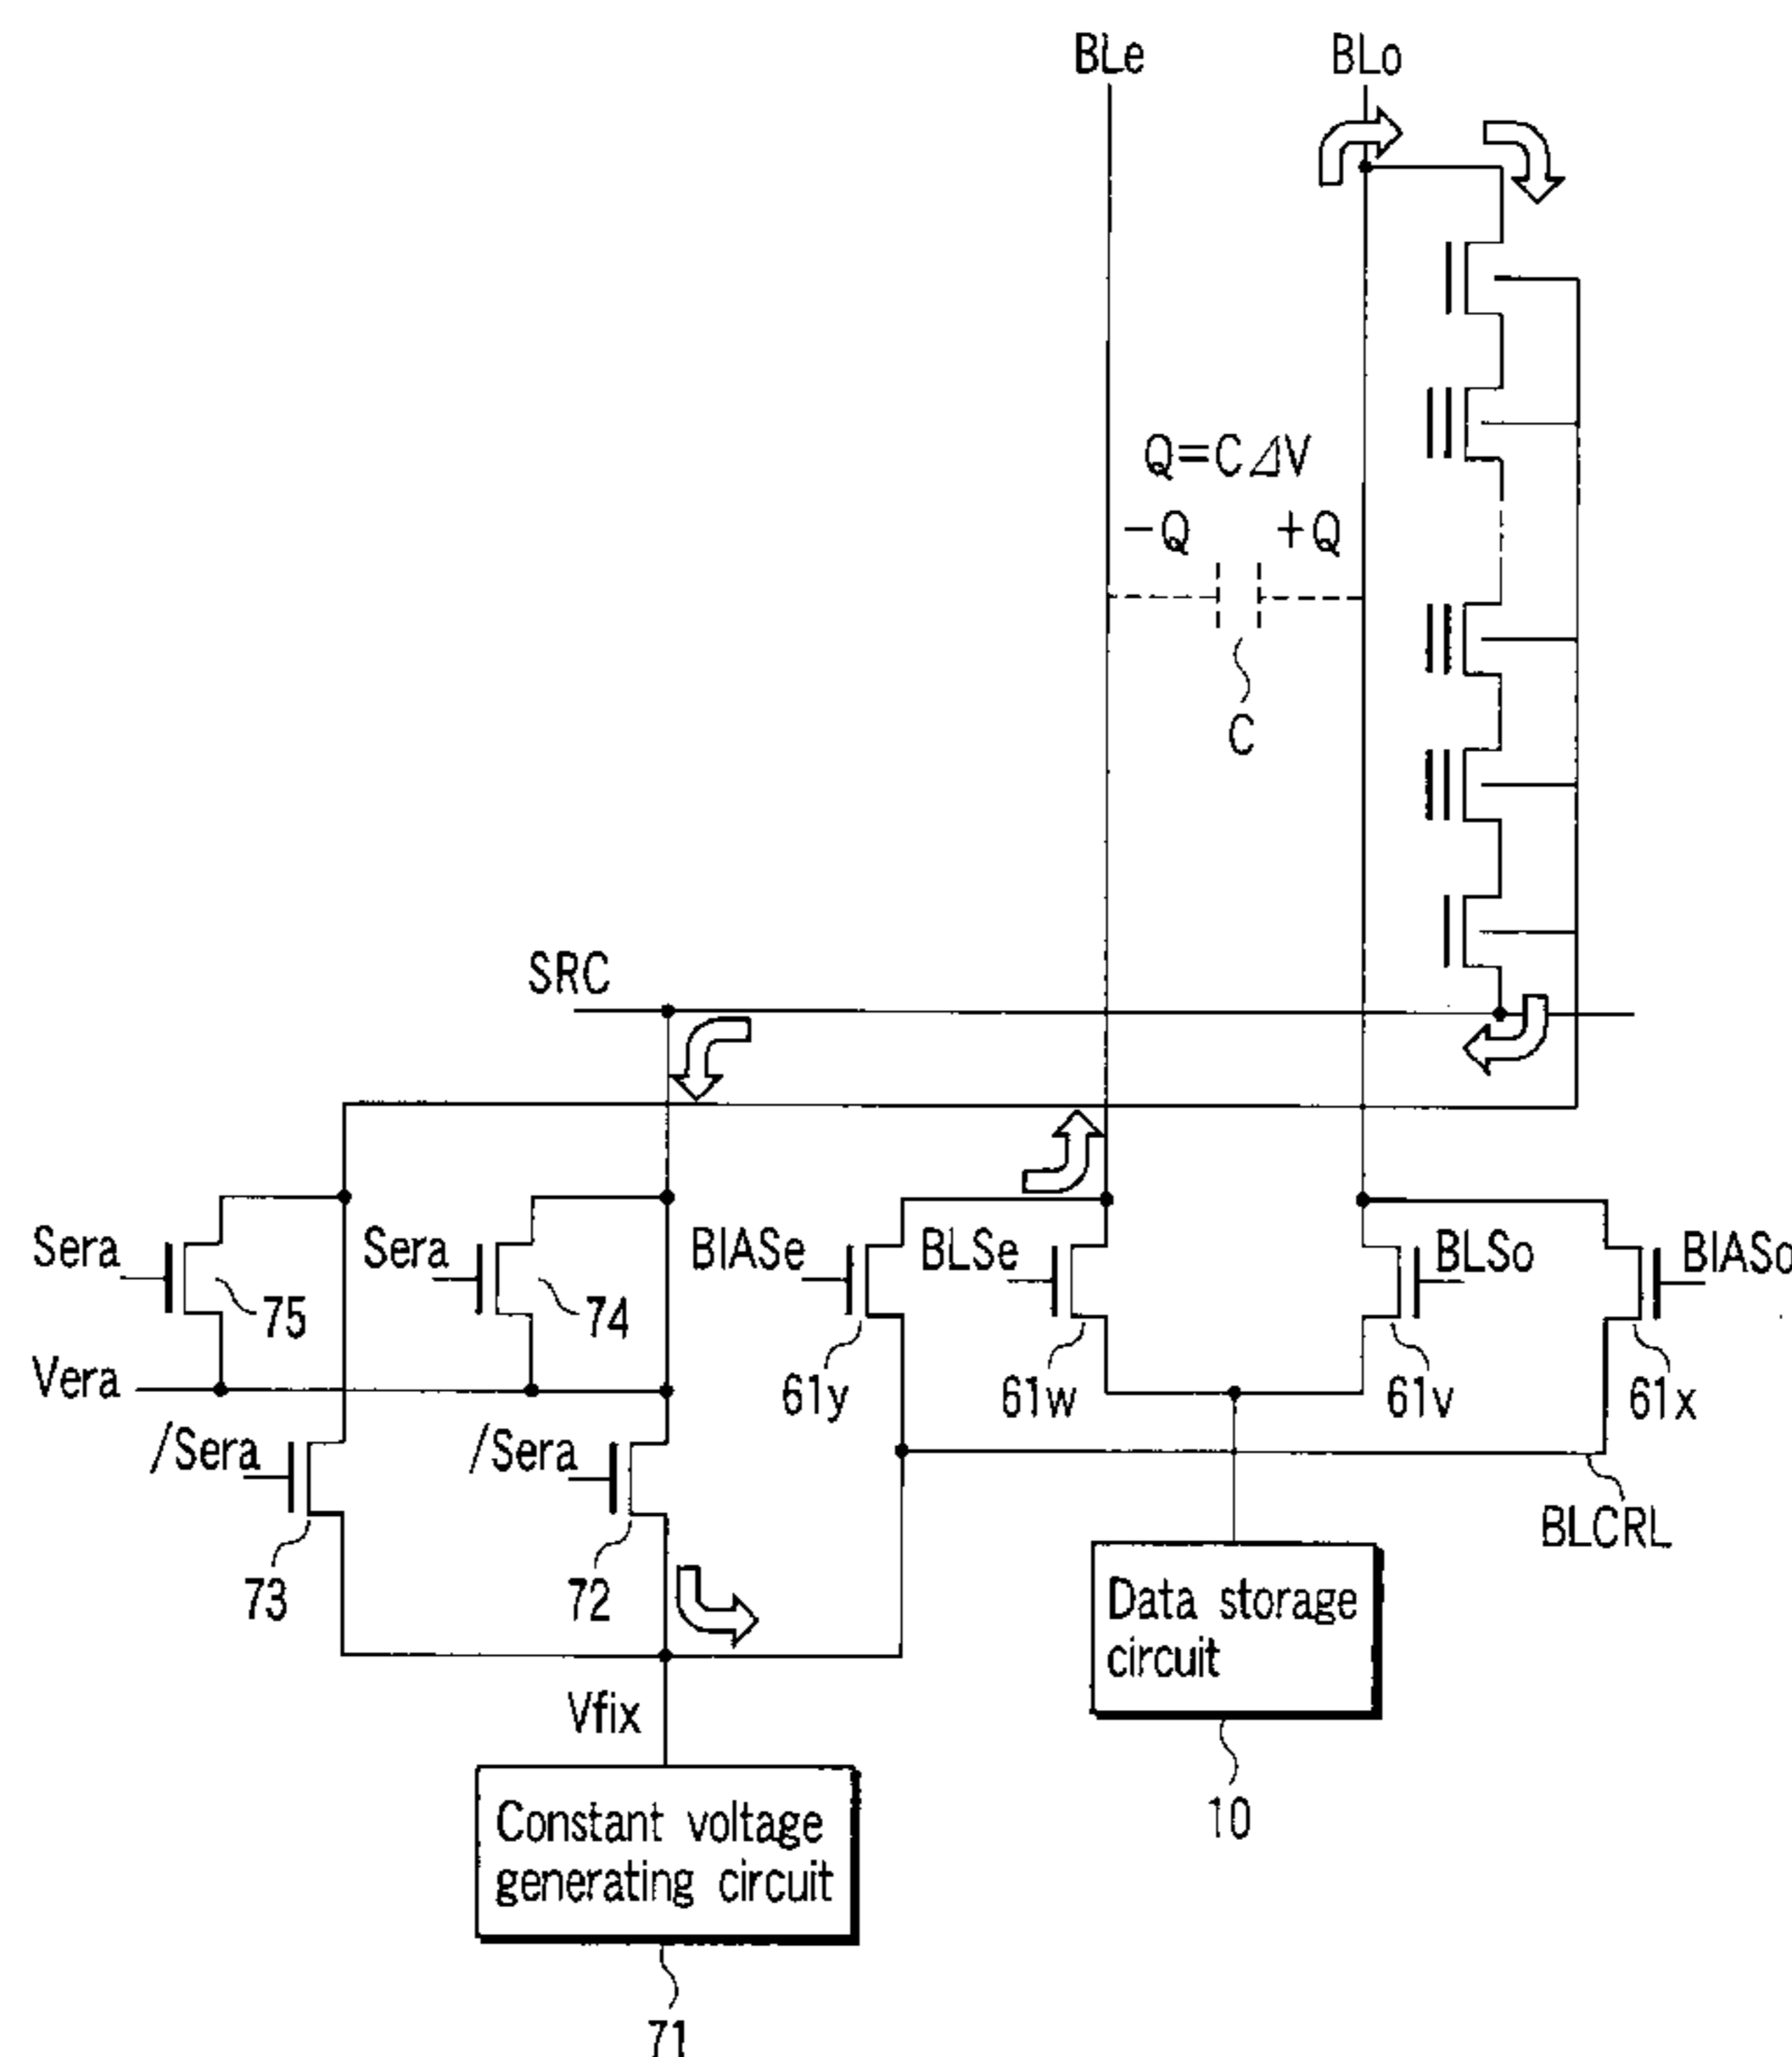 BLe
BLo
Q=CΔV
-Q
+Q
C
SRC
Sera
Sera
BIASe
BLSe
BLSo
BIASo
75
74
Vera
61y
61w
61v
61x
/Sera
/Sera
BLCRL
73
72
Data storage
circuit
Vfix
10
Constant voltage
generating circuit
71